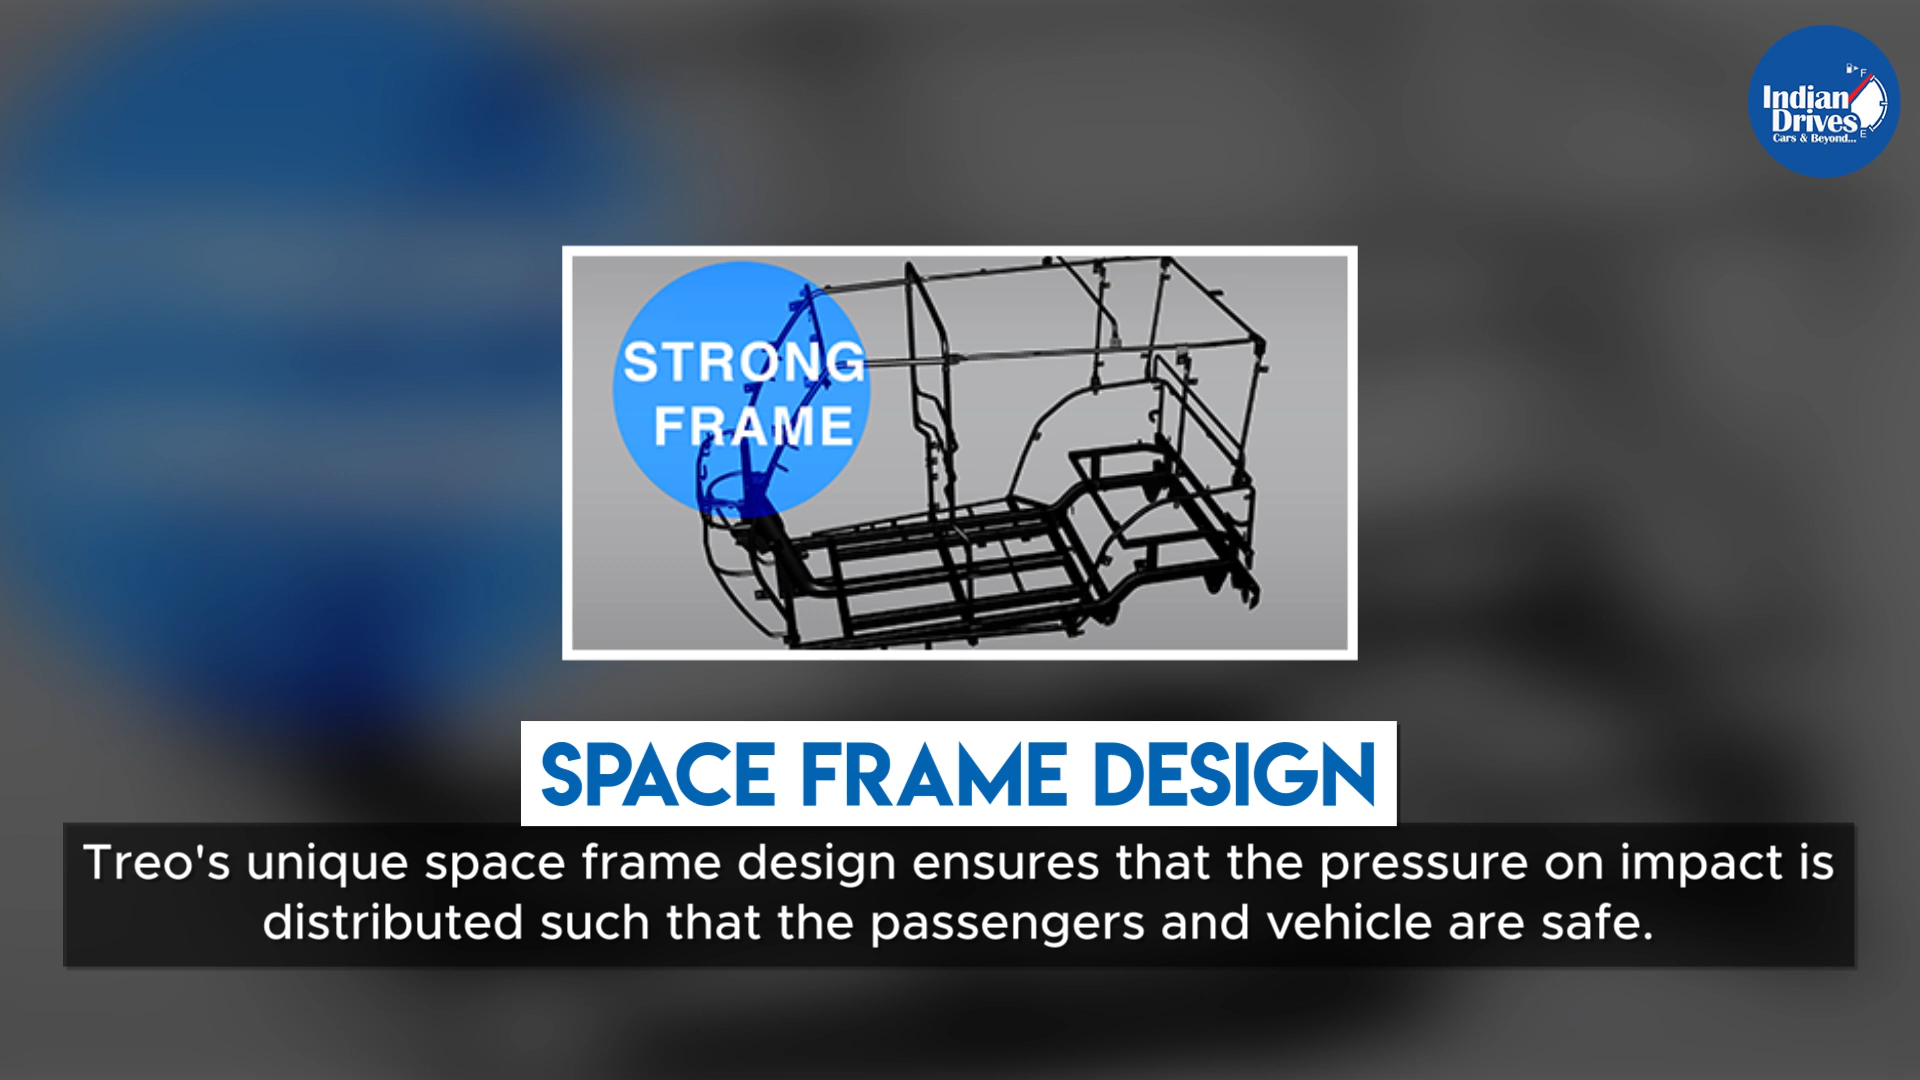 Indian
Drives
Cars & Beyond...
F
E
STRONG
FRAME
SPACE FRAME DESIGN
Treo's unique space frame design ensures that the pressure on impact is
distributed such that the passengers and vehicle are safe.